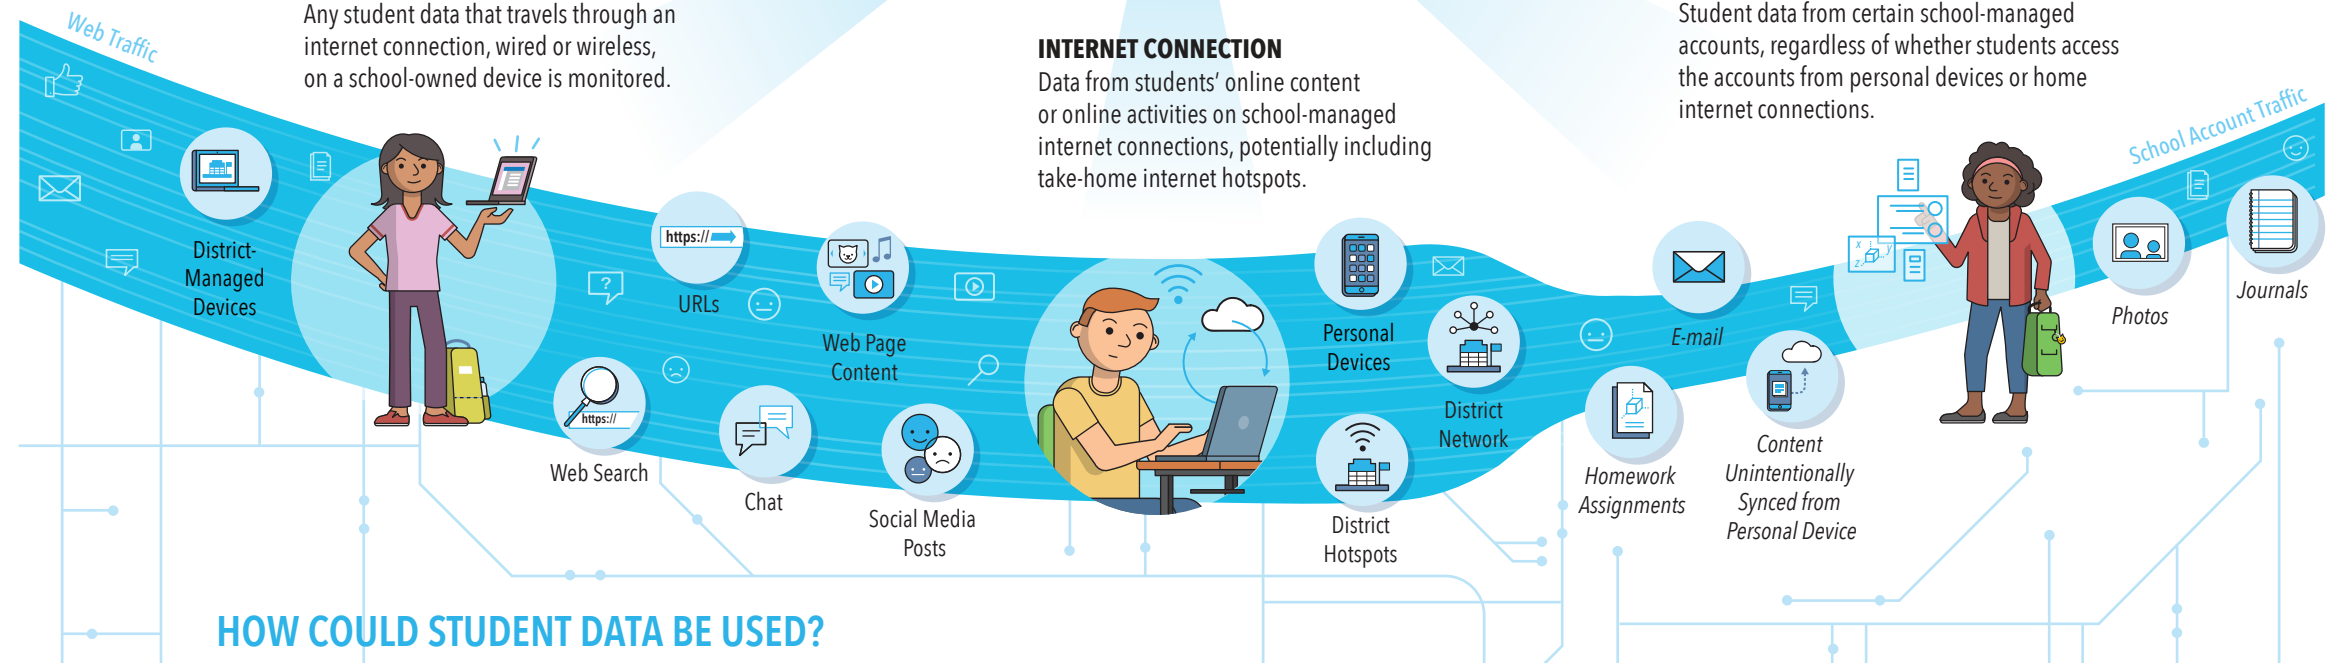 Web Traffic
Any student data that travels through an
internet connection, wired or wireless,
on a school-owned device is monitored.
INTERNET CONNECTION
Data from students’ online content
or online activities on school-managed
internet connections, potentially including
take-home internet hotspots.
Student data from certain school-managed
accounts, regardless of whether students access
the accounts from personal devices or home
internet connections.
School Account Traffic
District-
Managed
Devices
https://
URLs
https://
Web Search
Web Page
Content
Chat
Social Media
Posts
Personal
Devices
District
Network
District
Hotspots
E-mail
Homework
Assignments
Content
Unintentionally
Synced from
Personal Device
x
y
z
Photos
Journals
?
HOW COULD STUDENT DATA BE USED?